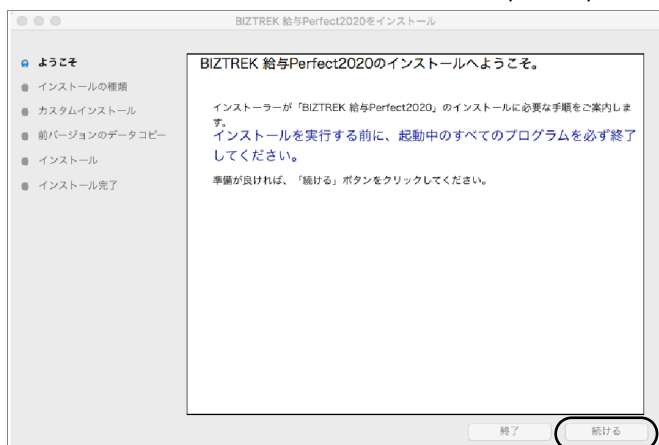 BIZTREK 給与Perfect2020をインストール
ようこそ
インストールの種類
カスタムインストール
前バージョンのデータコピー
インストール
インストール完了
BIZTREK 給与Perfect2020のインストールへようこそ。
インストーラーが「BIZTREK 給与Perfect2020」のインストールに必要な手順をご案内しま
す。
インストールを実行する前に、起動中のすべてのプログラムを必ず終了
してください。
準備が良ければ、「続ける」ボタンをクリックしてください。
終了
続ける